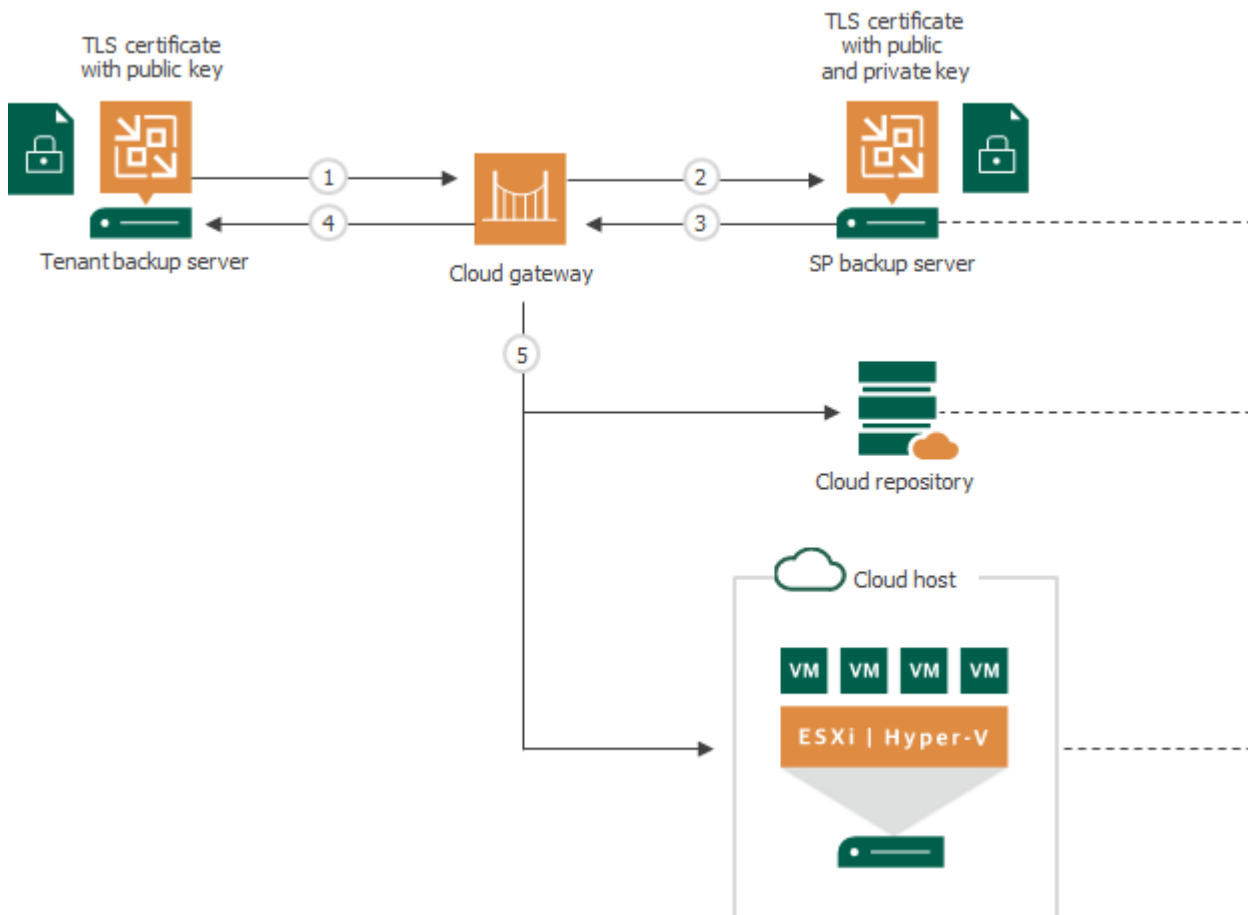 TLS certificate
with public key
TLS certificate
with public
and private key
1
2
4
3
Tenant backup server
Cloud gateway
SP backup server
5
Cloud repository
Cloud host
VM VM VM VM
ESXi | Hyper-V